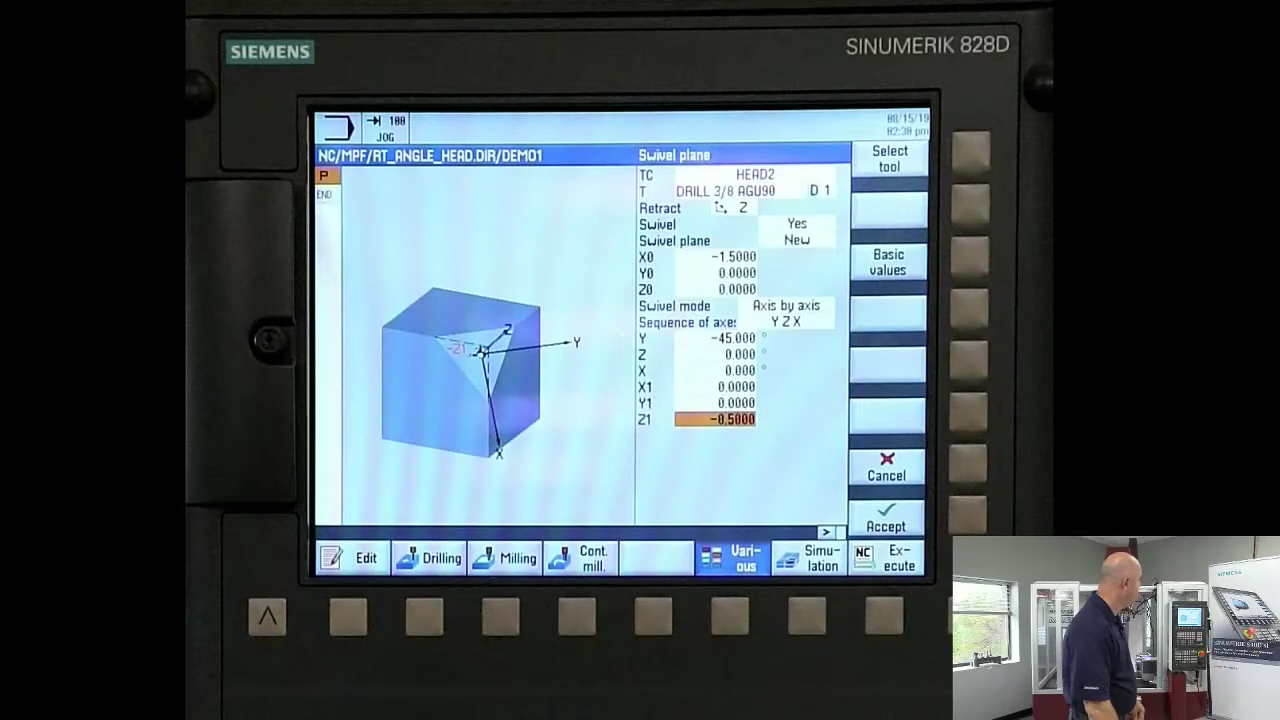 SIEMENS
SINUMERIK 828D
100
JOG
08/15/19
02:38 pm
NC/MPF/RT_ANGLE_HEAD.DIR/DEMO1
Swivel plane
Select
tool
P
END
TC HEAD2
T DRILL 3/8 AGU90 D 1
Retract Z
Swivel Yes
Swivel plane New
X0 -1.5000
Y0 0.0000
Z0 0.0000
Swivel mode Axis by axis
Sequence of axe: Y Z X
Y -45.000 °
Z 0.000 °
X 0.000 °
X1 0.0000
Y1 0.0000
Z1 -0.5000
Basic
values
Z
-Z1
Y
X
Cancel
Accept
>
Edit
Drilling
Milling
Cont.
mill.
Vari-
ous
Simu-
lation
NC
Ex-
ecute
SIEMENS